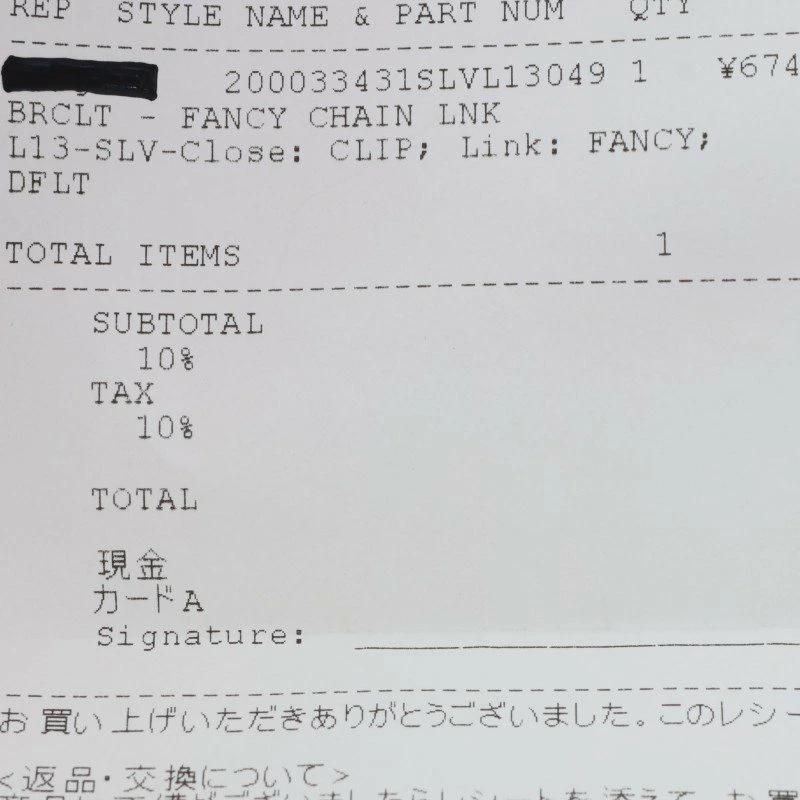 REP STYLE NAME & PART NUM QTY
200033431SLVL13049 1 ¥674
BRCLT - FANCY CHAIN LNK
L13-SLV-Close: CLIP; Link: FANCY;
DFLT
TOTAL ITEMS 1
SUBTOTAL
10%
TAX
10%
TOTAL
現金
カードA
Signature:
お買い上げいただきありがとうございました。このレシー
<返品・交換について>